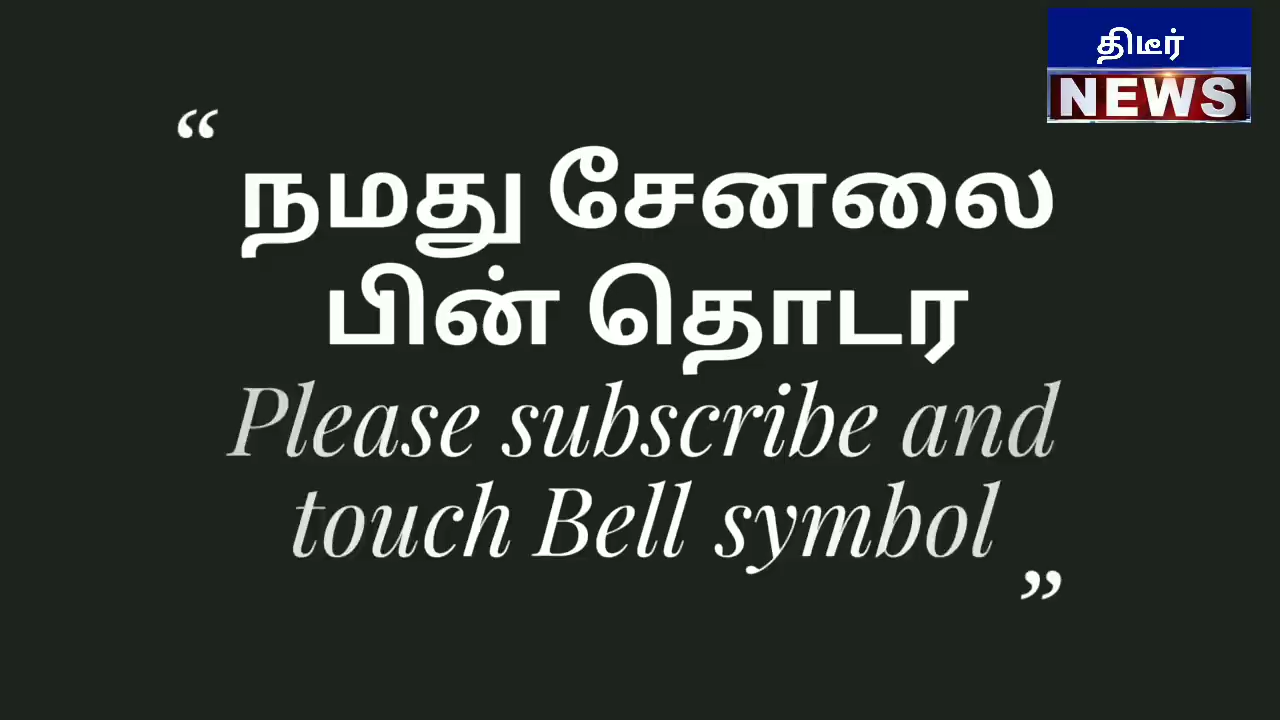 திடீர்
NEWS
“
நமது சேனலை
பின் தொடர
Please subscribe and
touch Bell symbol
”